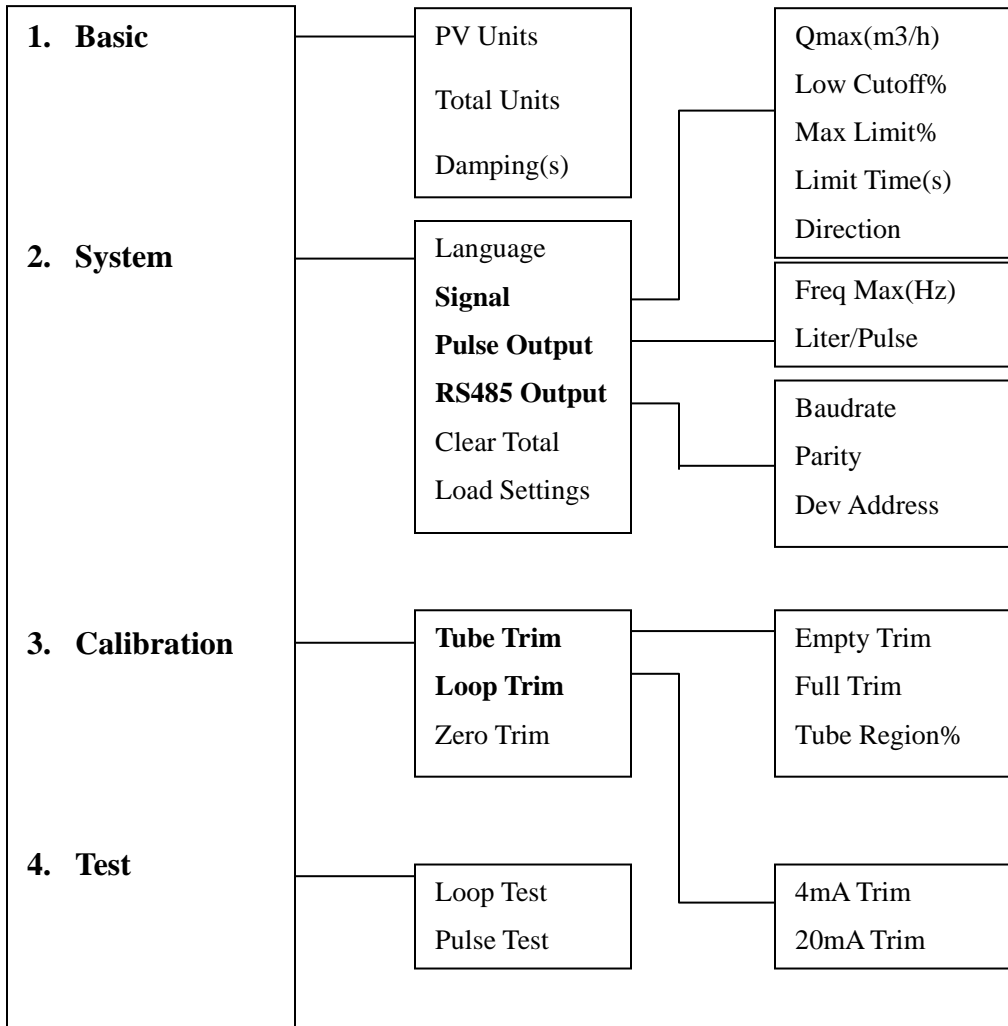 1. Basic
PV Units
Total Units
Damping(s)
Qmax(m3/h)
Low Cutoff%
Max Limit%
Limit Time(s)
Direction
2. System
Language
Signal
Pulse Output
RS485 Output
Clear Total
Load Settings
Freq Max(Hz)
Liter/Pulse
Baudrate
Parity
Dev Address
3. Calibration
Tube Trim
Loop Trim
Zero Trim
Empty Trim
Full Trim
Tube Region%
4. Test
Loop Test
Pulse Test
4mA Trim
20mA Trim